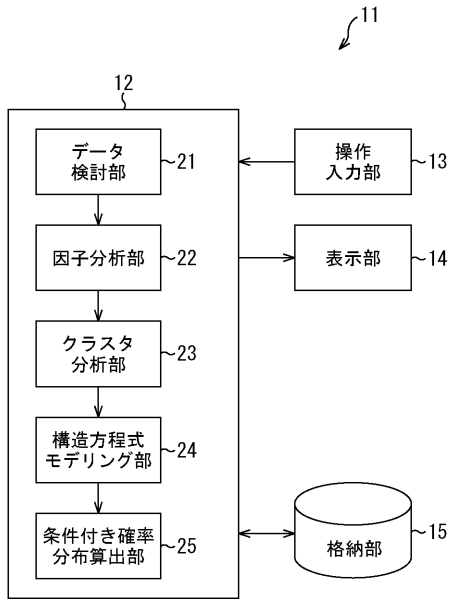 11
12
データ
検討部
21
因子分析部
22
クラスタ
分析部
23
構造方程式
モデリング部
24
条件付き確率
分布算出部
25
操作
入力部
13
表示部
14
格納部
15